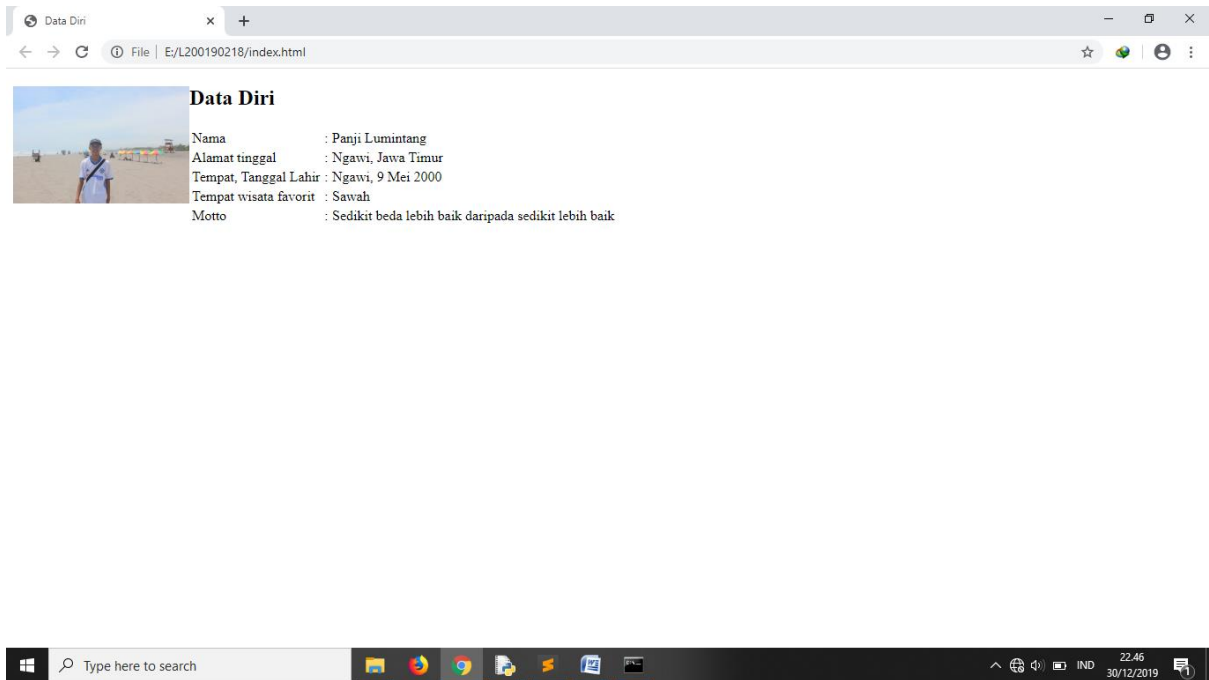 Data Diri
File | E:/L200190218/index.html
Data Diri
Nama : Panji Lumintang
Alamat tinggal : Ngawi, Jawa Timur
Tempat, Tanggal Lahir : Ngawi, 9 Mei 2000
Tempat wisata favorit : Sawah
Motto : Sedikit beda lebih baik daripada sedikit lebih baik
Type here to search
IND
22.46
30/12/2019
1